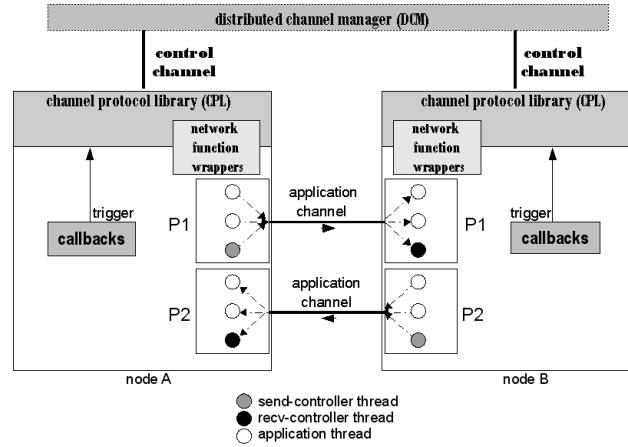 distributed channel manager (DCM)
control
channel
control
channel
channel protocol library (CPL)
channel protocol library (CPL)
network
function
wrappers
network
function
wrappers
application
channel
trigger
callbacks
P1
P1
trigger
callbacks
application
channel
P2
P2
node A
node B
send-controller thread
recv-controller thread
application thread